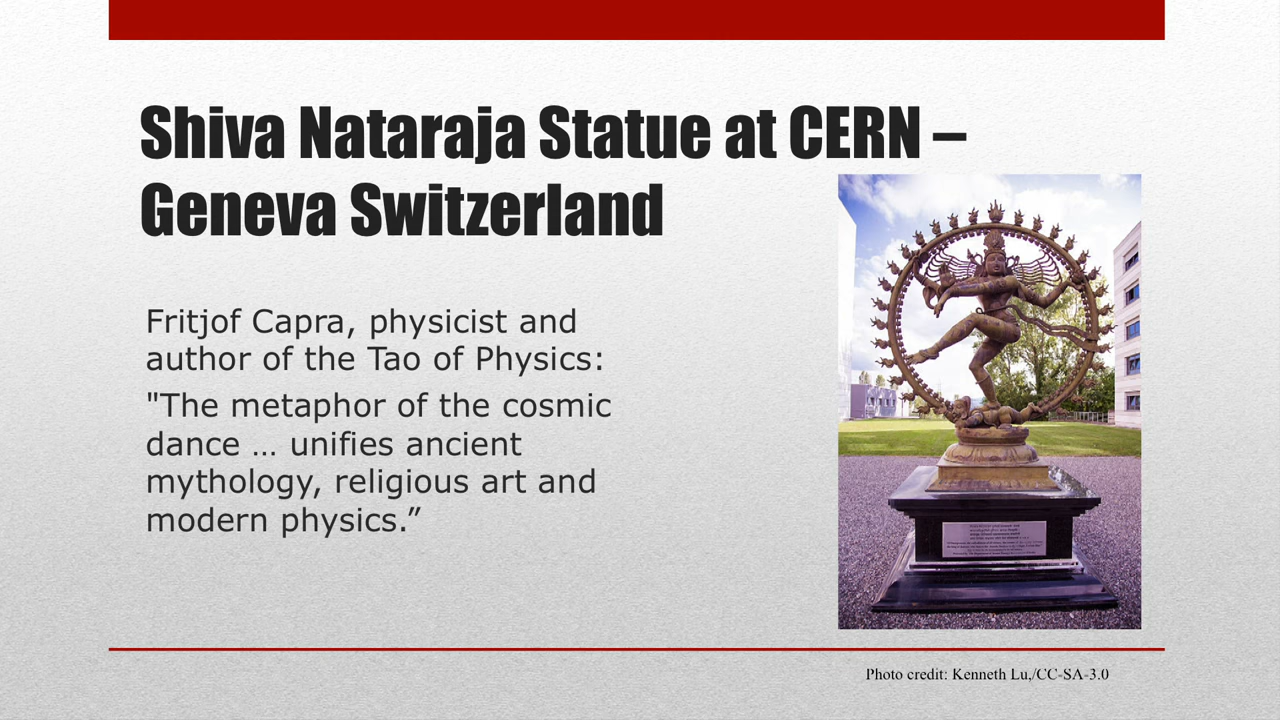 Shiva Nataraja Statue at CERN –
Geneva Switzerland
Fritjof Capra, physicist and
author of the Tao of Physics:
"The metaphor of the cosmic
dance … unifies ancient
mythology, religious art and
modern physics.”
Photo credit: Kenneth Lu,/CC-SA-3.0